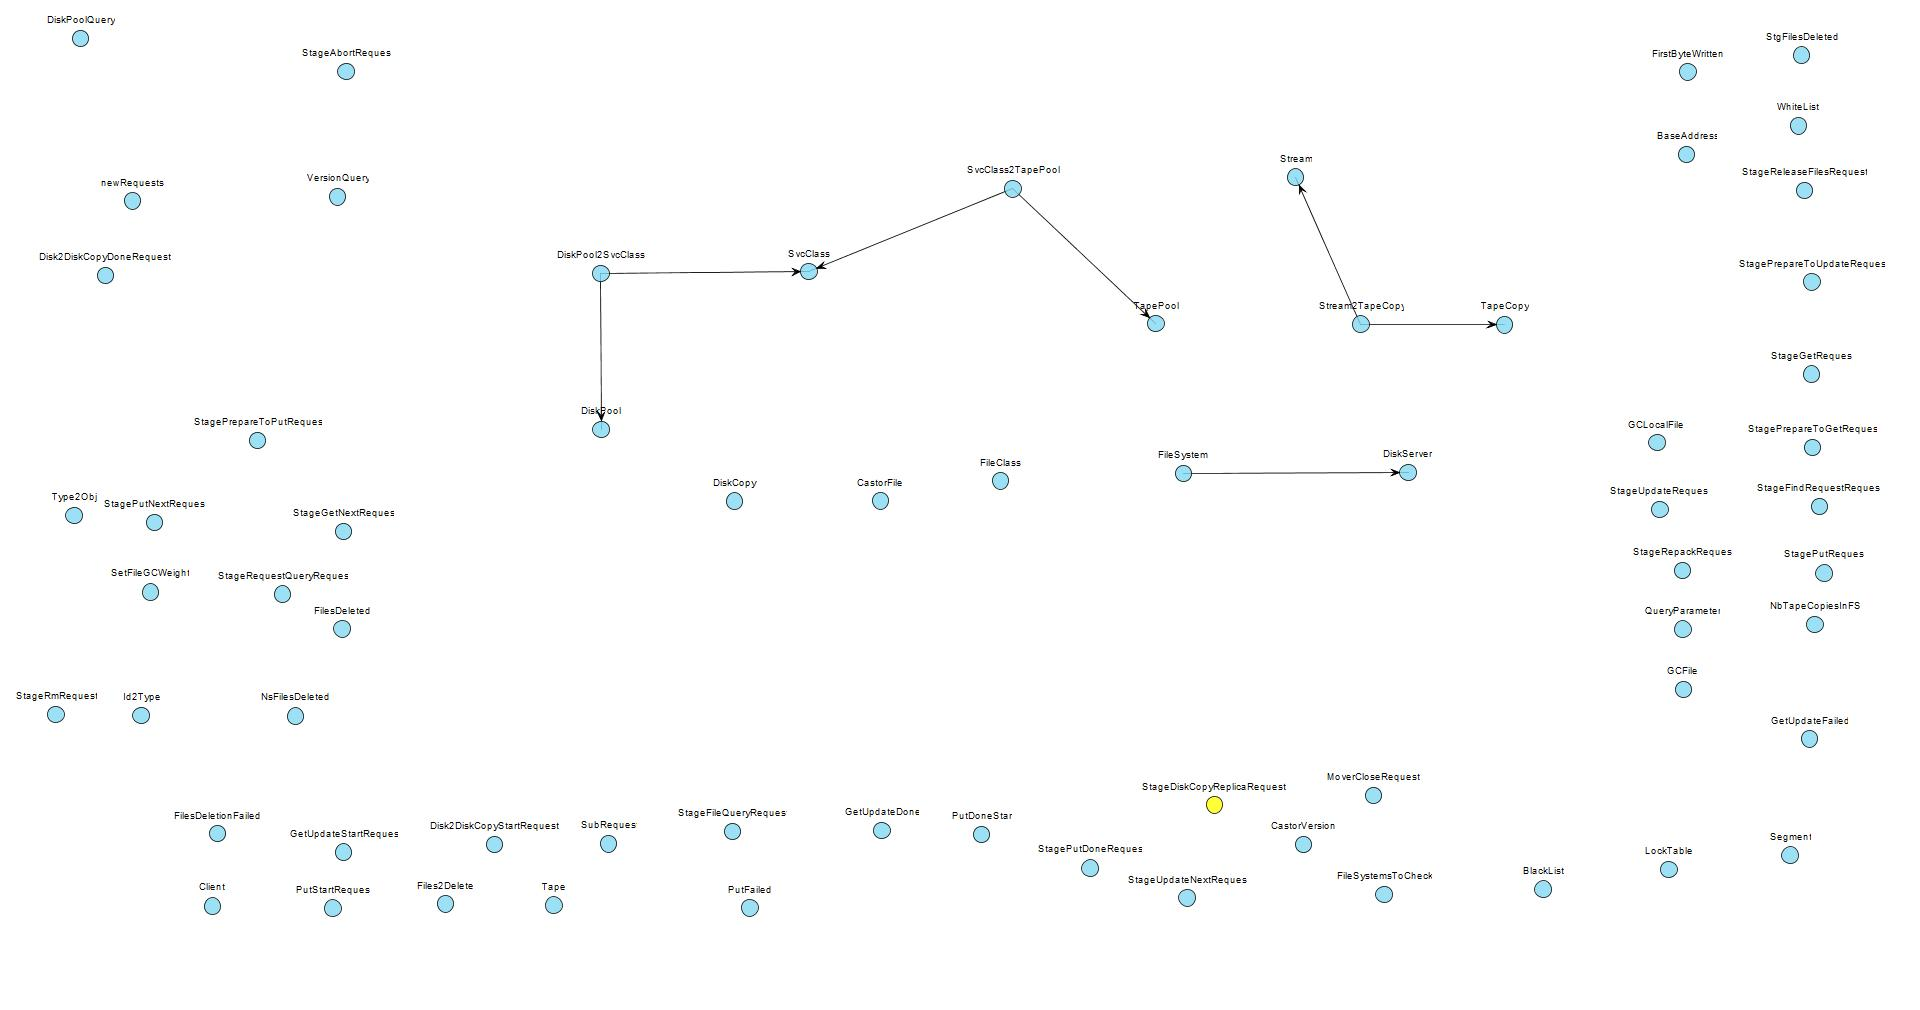 DiskPoolQuery
StageAbortReques
StgFilesDeleted
FirstByteWritten
WhiteList
BaseAddress
Stream
SvcClass2TapePool
StageReleaseFilesRequest
newRequests
VersionQuery
Disk2DiskCopyDoneRequest
DiskPool2SvcClass
SvcClass
StagePrepareToUpdateReques
TapePool
Stream2TapeCopy
TapeCopy
StageGetReques
DiskPool
StagePrepareToPutReques
GCLocalFile
StagePrepareToGetReques
FileClass
FileSystem
DiskServer
DiskCopy
CastorFile
StageUpdateReques
StageFindRequestReques
Type2Obj
StagePutNextReques
StageGetNextReques
StageRepackReques
StagePutReques
SetFileGCWeight
StageRequestQueryReques
FilesDeleted
QueryParameter
NbTapeCopiesInFS
GCFile
StageRmRequest
Id2Type
NsFilesDeleted
GetUpdateFailed
StageDiskCopyReplicaRequest
MoverCloseRequest
FilesDeletionFailed
GetUpdateStartReques
Disk2DiskCopyStartRequest
SubReques
StageFileQueryReques
GetUpdateDone
PutDoneStar
CastorVersion
StagePutDoneReques
LockTable
Segment
Client
PutStartReques
Files2Delete
Tape
PutFailed
StageUpdateNextReques
FileSystemsToCheck
BlackList